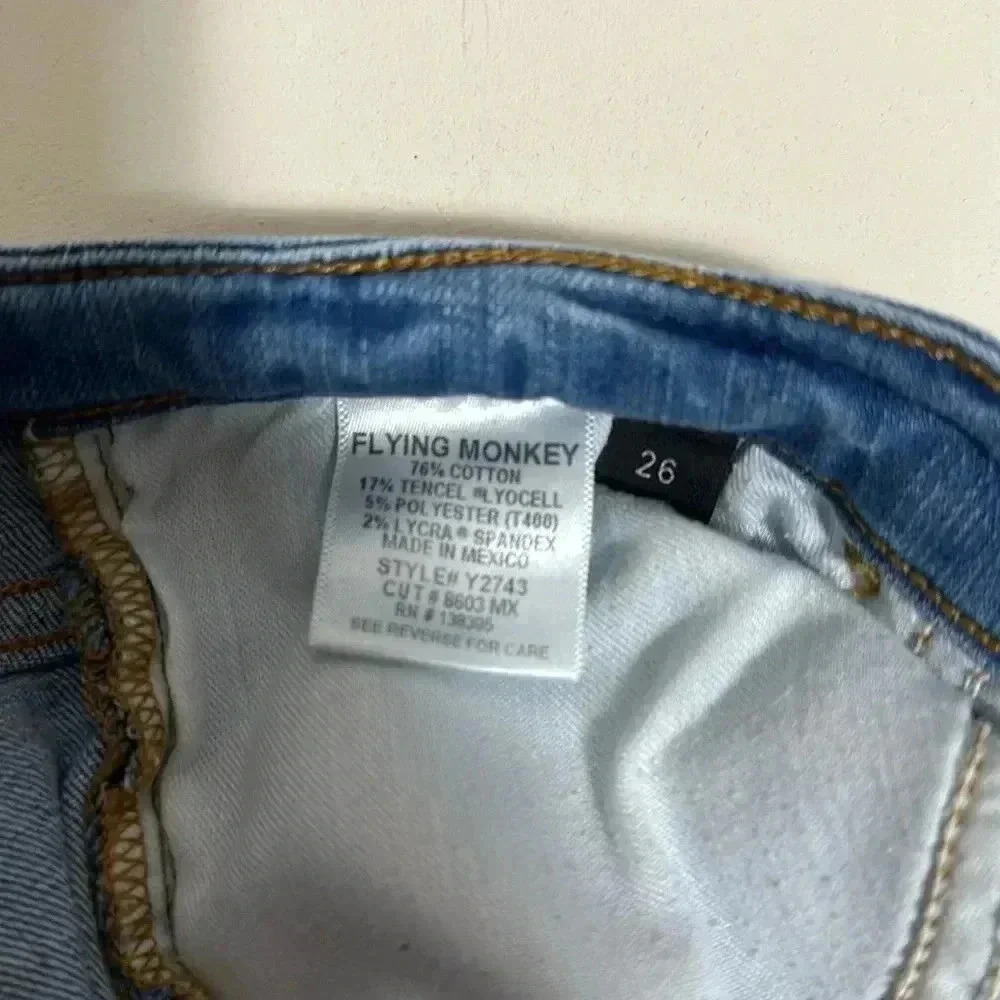 FLYING MONKEY
76% COTTON
17% TENCEL ® LYOCELL
5% POLYESTER (T400)
2% LYCRA ® SPANDEX
MADE IN MEXICO
STYLE# Y2743
CUT # 8603 MX
RN # 138395
SEE REVERSE FOR CARE
26